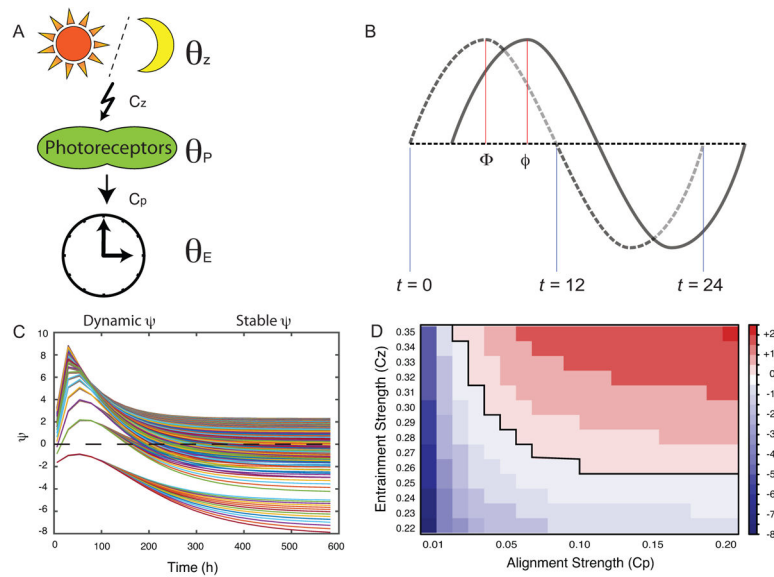 A
θz
Cz
Photoreceptors
θP
Cp
θE
B
Φ
ϕ
t = 0
t = 12
t = 24
C
Dynamic ψ
Stable ψ
10
8
6
4
2
0
-2
-4
-6
-8
ψ
0
100
200
300
400
500
600
Time (h)
D
0.35
0.34
0.33
0.32
0.31
0.30
0.29
0.28
0.27
0.26
0.25
0.24
0.23
0.22
Entrainment Strength (Cz)
0.01
0.05
0.10
0.15
0.20
Alignment Strength (Cp)
+2
+1
0
-1
-2
-3
-4
-5
-6
-7
-8